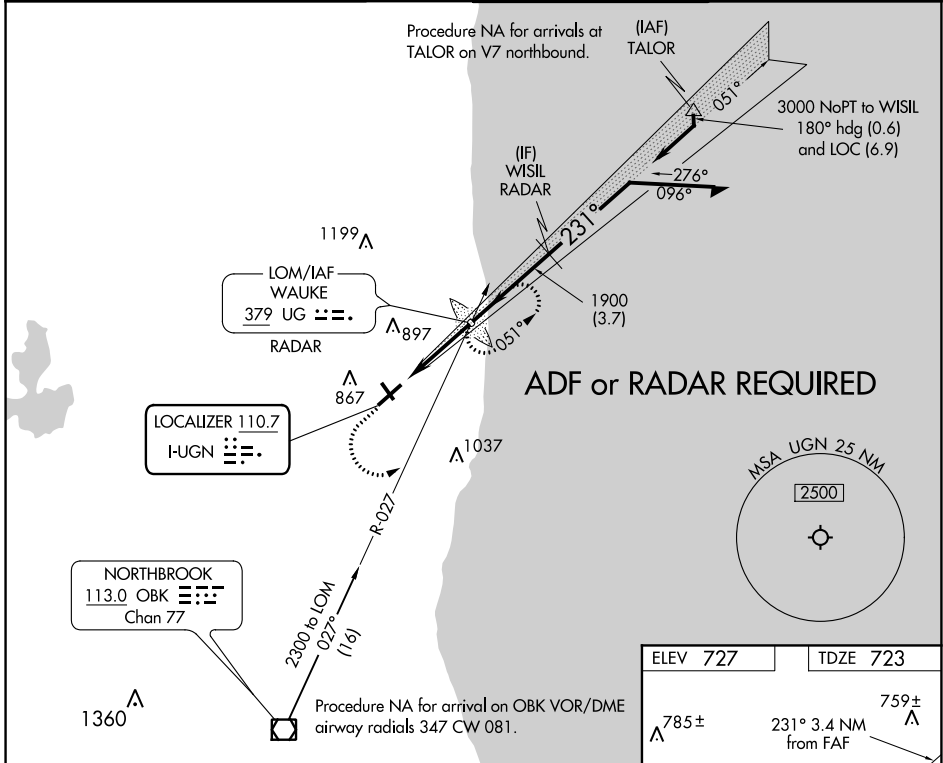 Procedure NA for arrivals at
TALOR on V7 northbound.
(IAF)
TALOR
051°
3000 NoPT to WISIL
180° hdg (0.6)
and LOC (6.9)
(IF)
WISIL
RADAR
276°
096°
231°
1199
LOM/IAF
WAUKE
379 UG
RADAR
897
1900
(3.7)
051°
867
ADF or RADAR REQUIRED
LOCALIZER 110.7
I-UGN
1037
MSA UGN 25 NM
2500
R-027
NORTHBROOK
113.0 OBK
Chan 77
2300 to LOM
027°
(16)
1360
Procedure NA for arrival on OBK VOR/DME
airway radials 347 CW 081.
ELEV 727
TDZE 723
785±
759±
231° 3.4 NM
from FAF